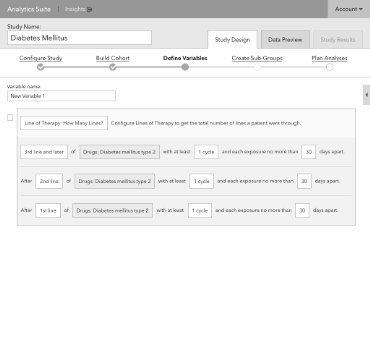 Analytics Suite | Insights Account
Study Name:
Diabetes Mellitus
Study Design Data Preview Study Results
Configure Study Build Cohort Define Variables Create Sub-Groups Plan Analyses
Variable name:
New Variable 1
Line of Therapy: How Many Lines? Configure Lines of Therapy to get the total number of lines a patient went through.
3rd line and later of Drugs: Diabetes mellitus type 2 with at least 1 cycle and each exposure no more than 30 days apart.
After 2nd line of Drugs: Diabetes mellitus type 2 with at least 1 cycle and each exposure no more than 30 days apart.
After 1st line of Drugs: Diabetes mellitus type 2 with at least 1 cycle and each exposure no more than 30 days apart.